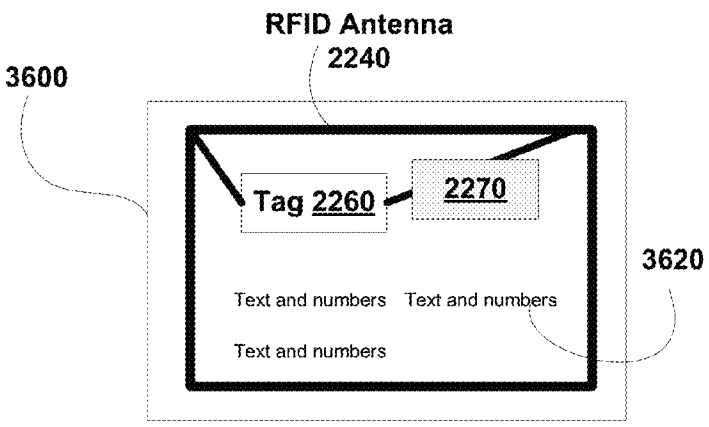 RFID Antenna
2240
3600
Tag 2260
2270
3620
Text and numbers Text and numbers
Text and numbers